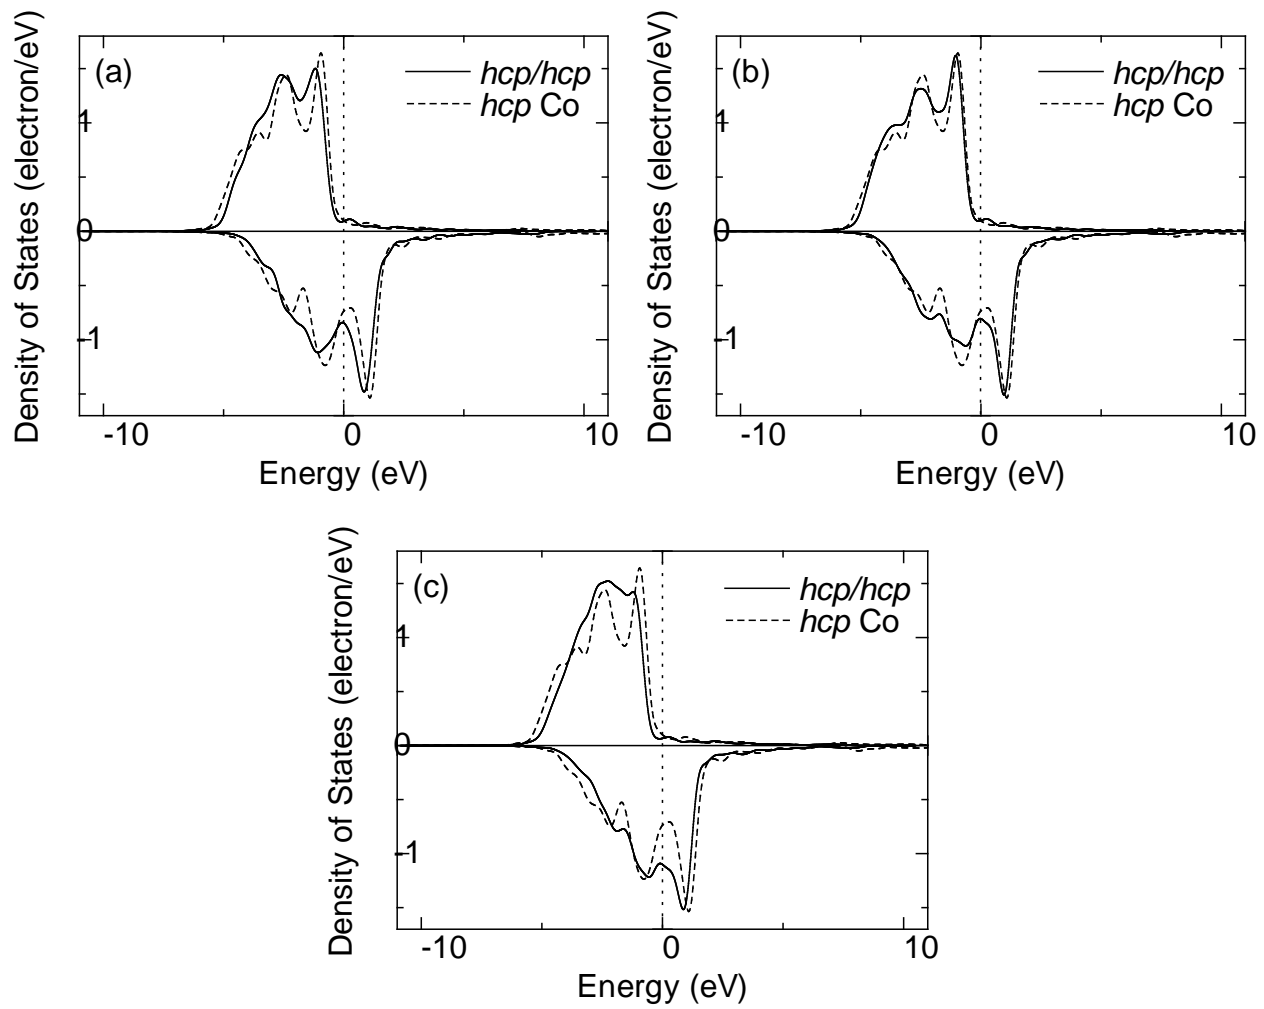 (a)
hcp/hcp
hcp Co
1
0
-1
-10
0
10
Energy (eV)
Density of States (electron/eV)
(b)
hcp/hcp
hcp Co
1
0
-1
-10
0
10
Energy (eV)
Density of States (electron/eV)
(c)
hcp/hcp
hcp Co
1
0
-1
-10
0
10
Energy (eV)
Density of States (electron/eV)